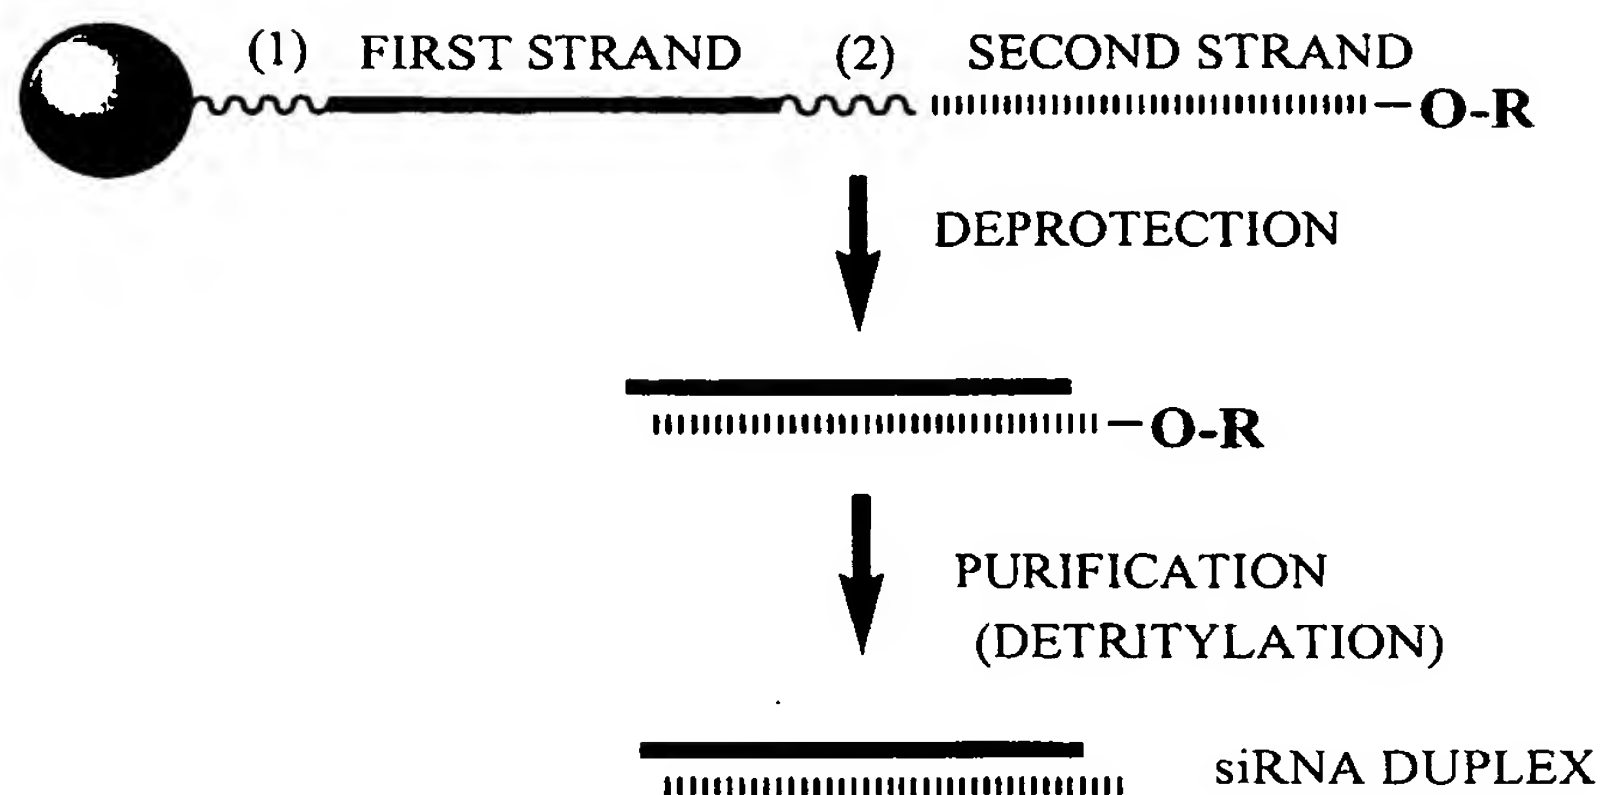 (1) FIRST STRAND (2) SECOND STRAND
O-R
DEPROTECTION
O-R
PURIFICATION
(DETRITYLATION)
siRNA DUPLEX